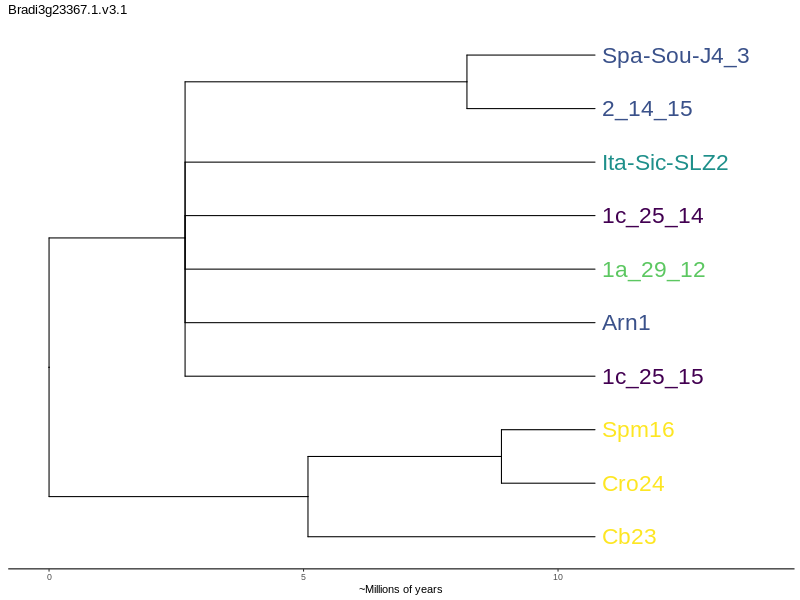 Bradi3g23367.1.v3.1
Spa-Sou-J4_3
2_14_15
Ita-Sic-SLZ2
1c_25_14
1a_29_12
Arn1
1c_25_15
Spm16
Cro24
Cb23
0 5 10
~Millions of years